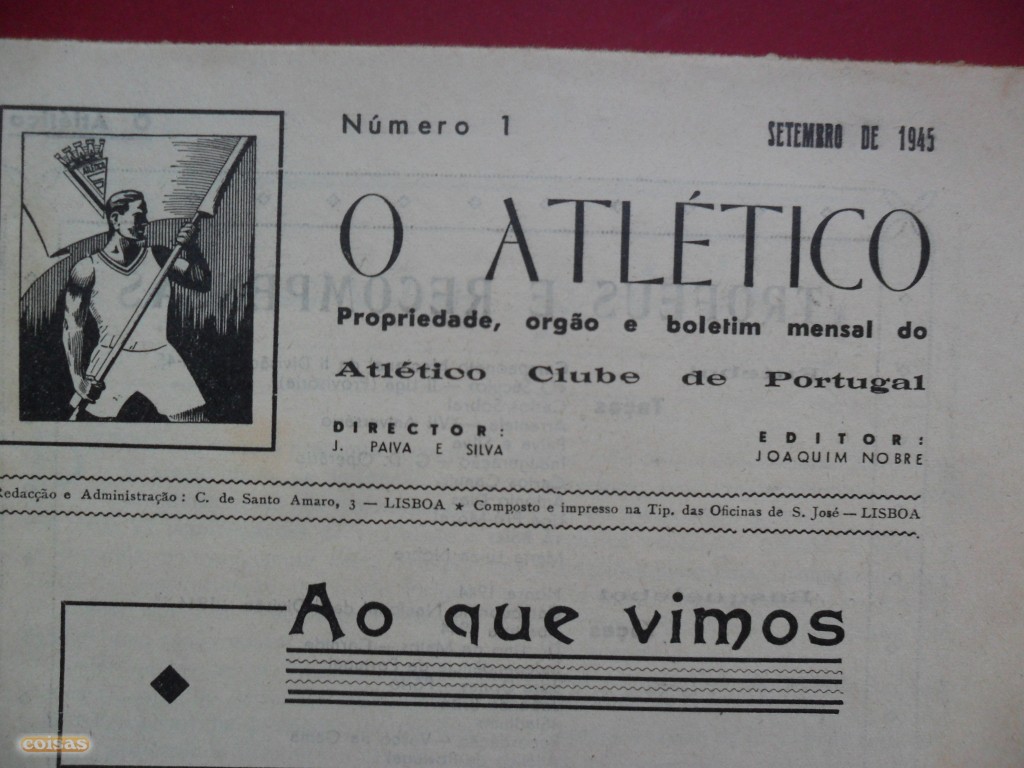 Número 1
SETEMBRO DE 1945
O ATLÉTICO
Propriedade, orgão e boletim mensal do
Atlético Clube de Portugal
DIRECTOR:
J. PAIVA E SILVA
EDITOR:
JOAQUIM NOBRE
Redacção e Administração: C. de Santo Amaro, 3 — LISBOA ★ Composto e impresso na Tip. das Oficinas de S. José — LISBOA
Ao que vimos
coisas